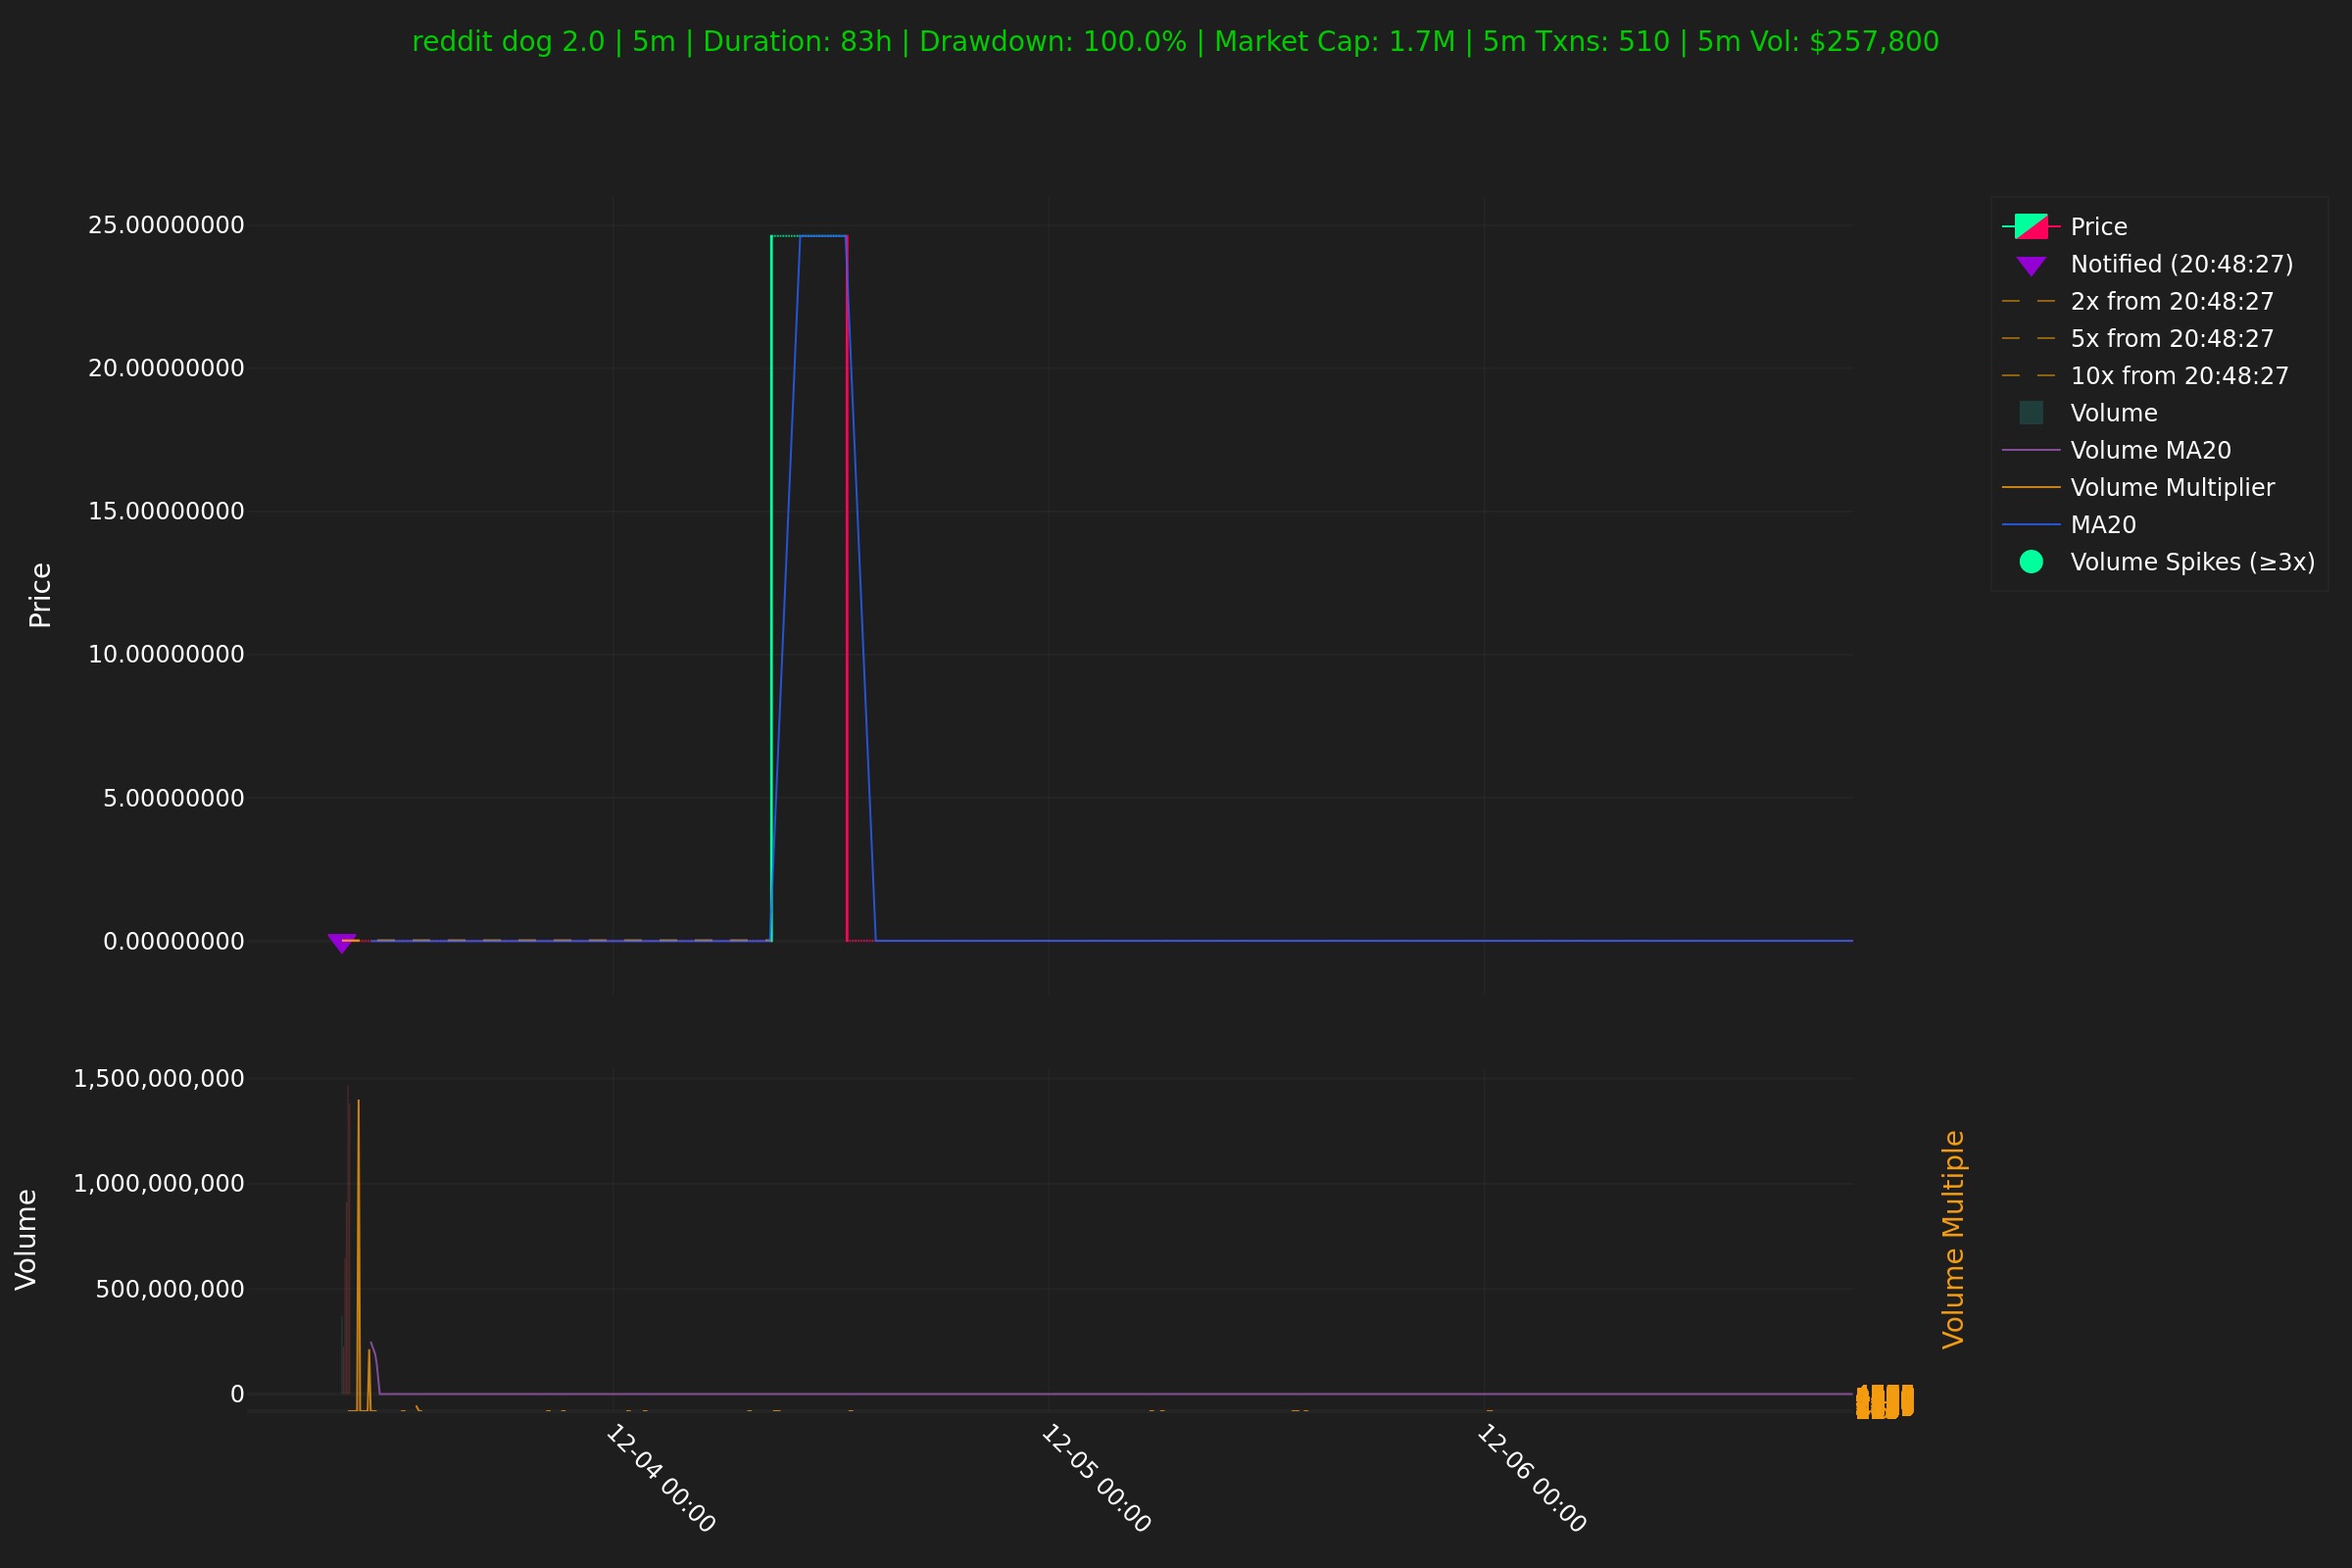 reddit dog 2.0 | 5m | Duration: 83h | Drawdown: 100.0% | Market Cap: 1.7M | 5m Txns: 510 | 5m Vol: $257,800
25.00000000
20.00000000
15.00000000
10.00000000
5.00000000
0.00000000
Price
Price
Notified (20:48:27)
2x from 20:48:27
5x from 20:48:27
10x from 20:48:27
Volume
Volume MA20
Volume Multiplier
MA20
Volume Spikes (≥3x)
1,500,000,000
1,000,000,000
500,000,000
0
Volume
Volume Multiple
12-04 00:00
12-05 00:00
12-06 00:00